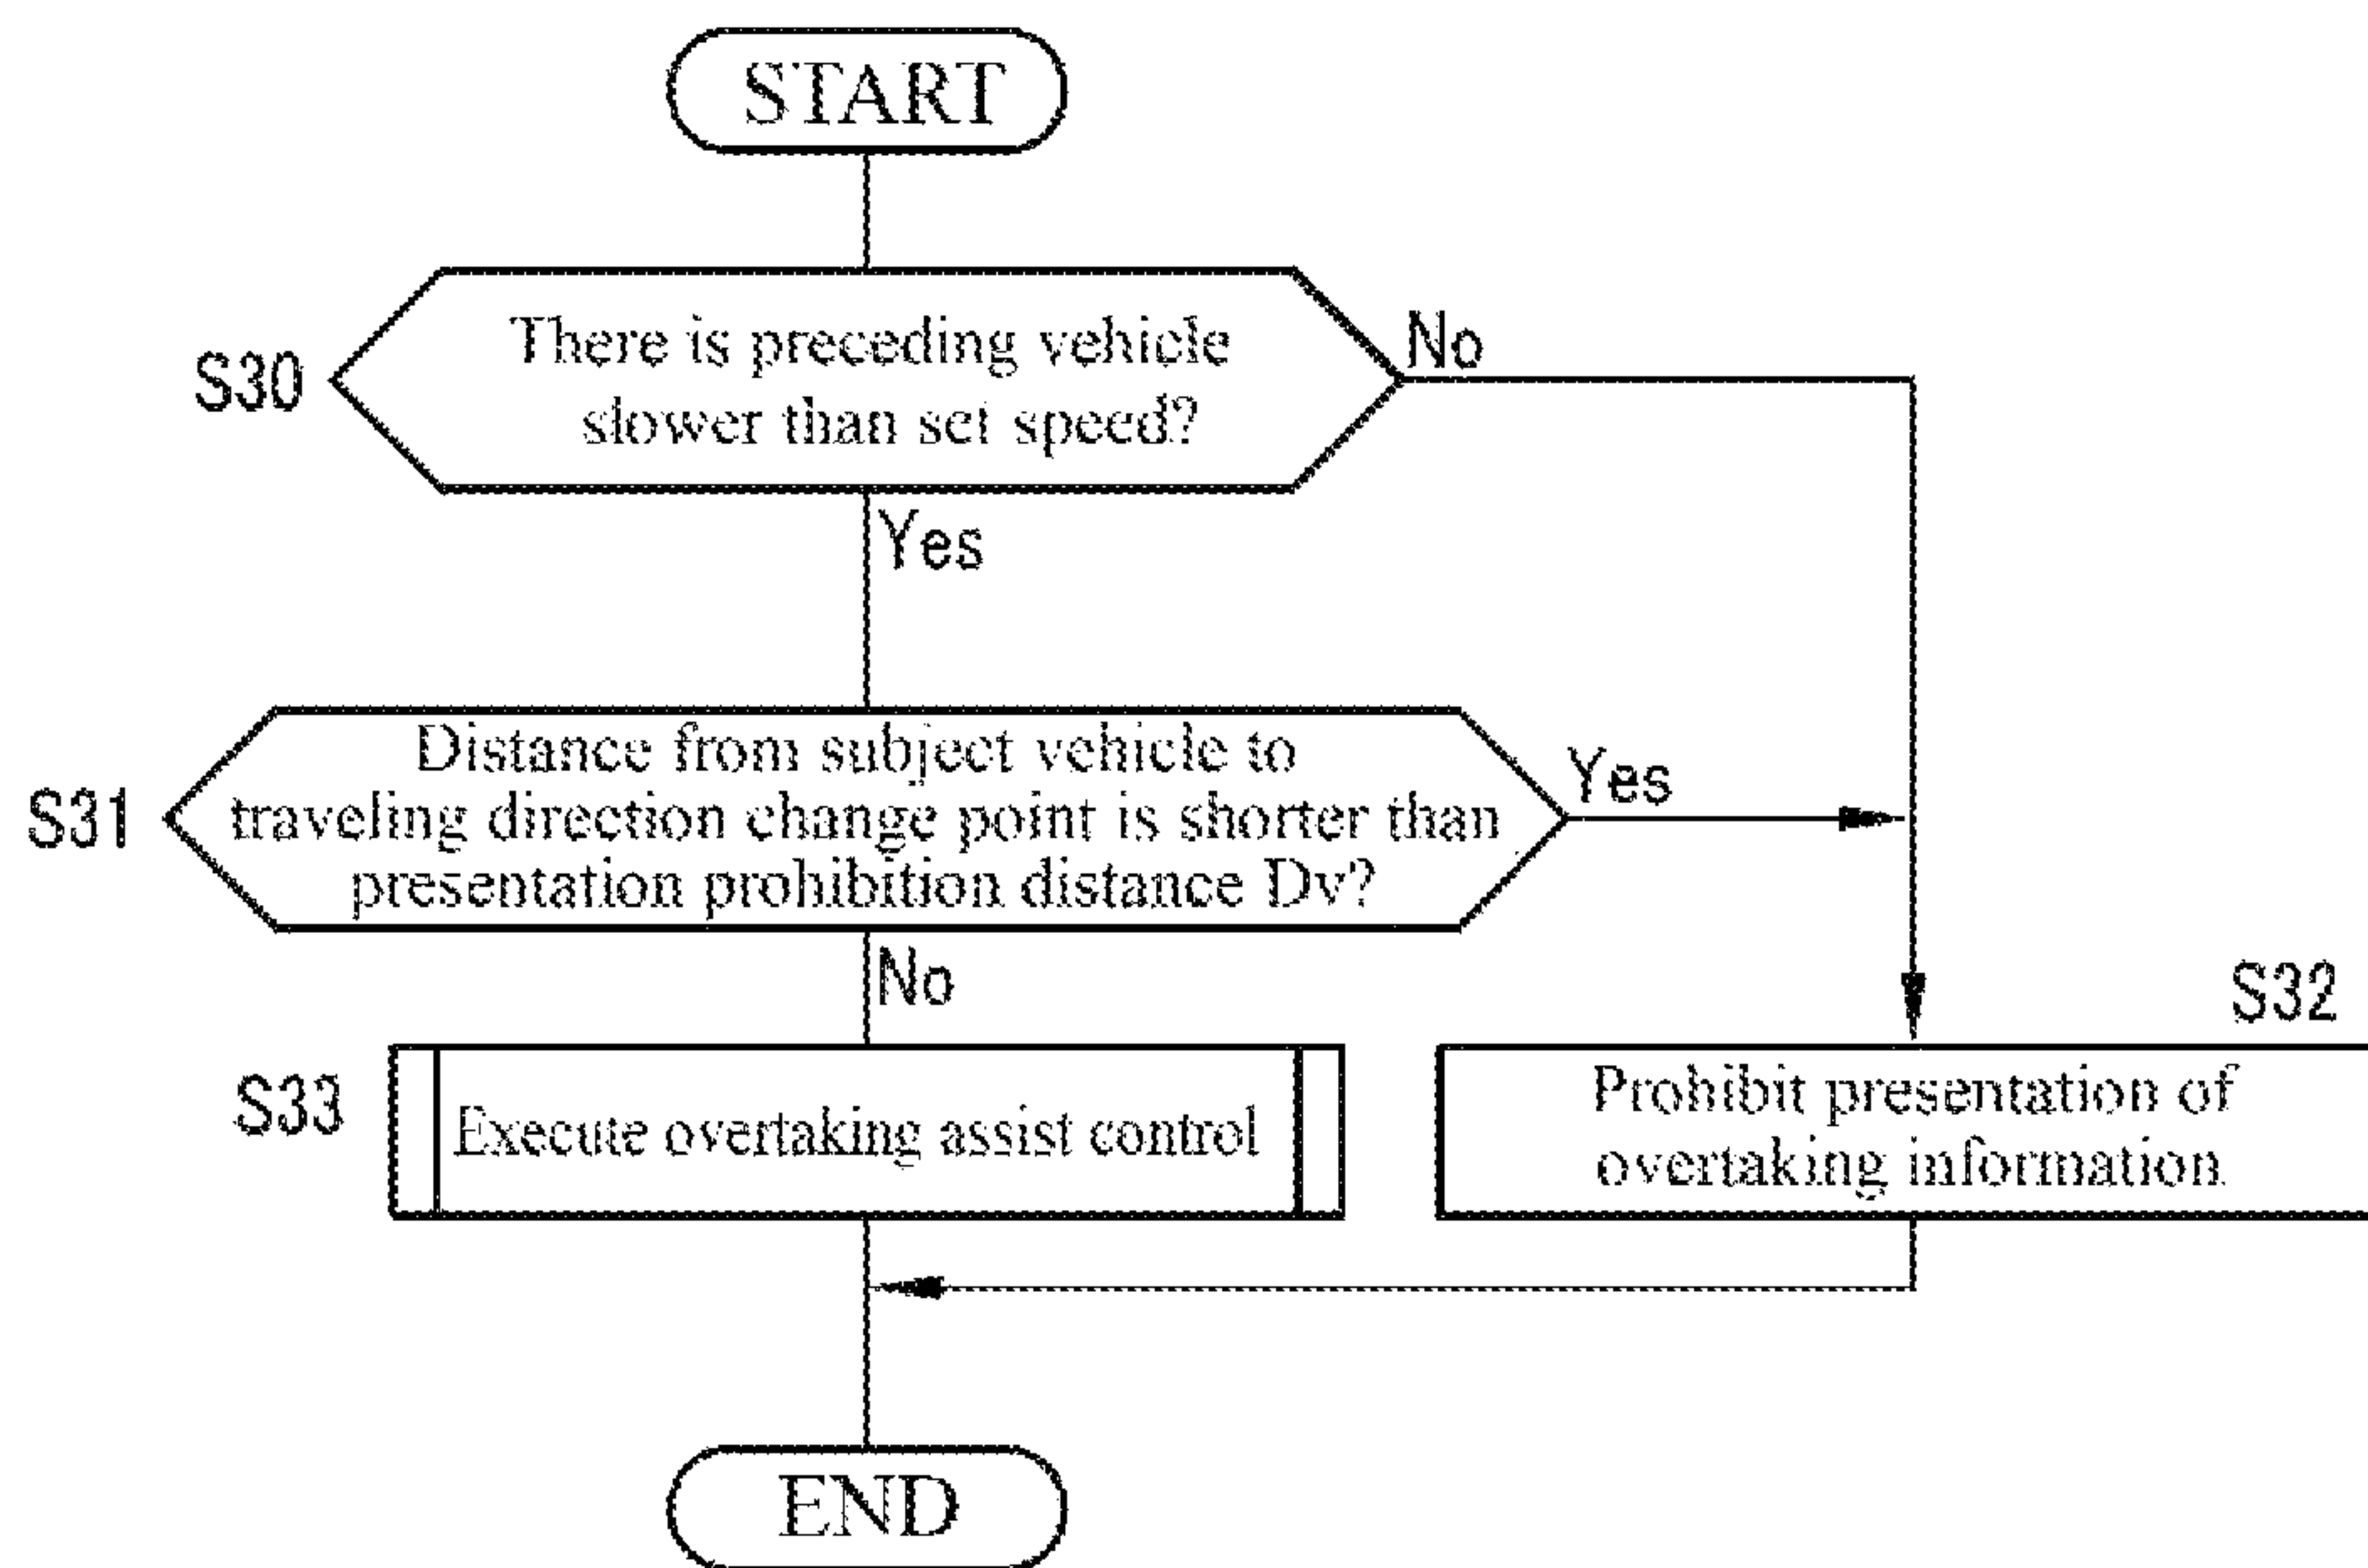 START
S30
There is preceding vehicle
slower than set speed?
No
Yes
S31
Distance from subject vehicle to
traveling direction change point is shorter than
presentation prohibition distance Dv?
Yes
No
S32
S33
Execute overtaking assist control
Prohibit presentation of
overtaking information
END